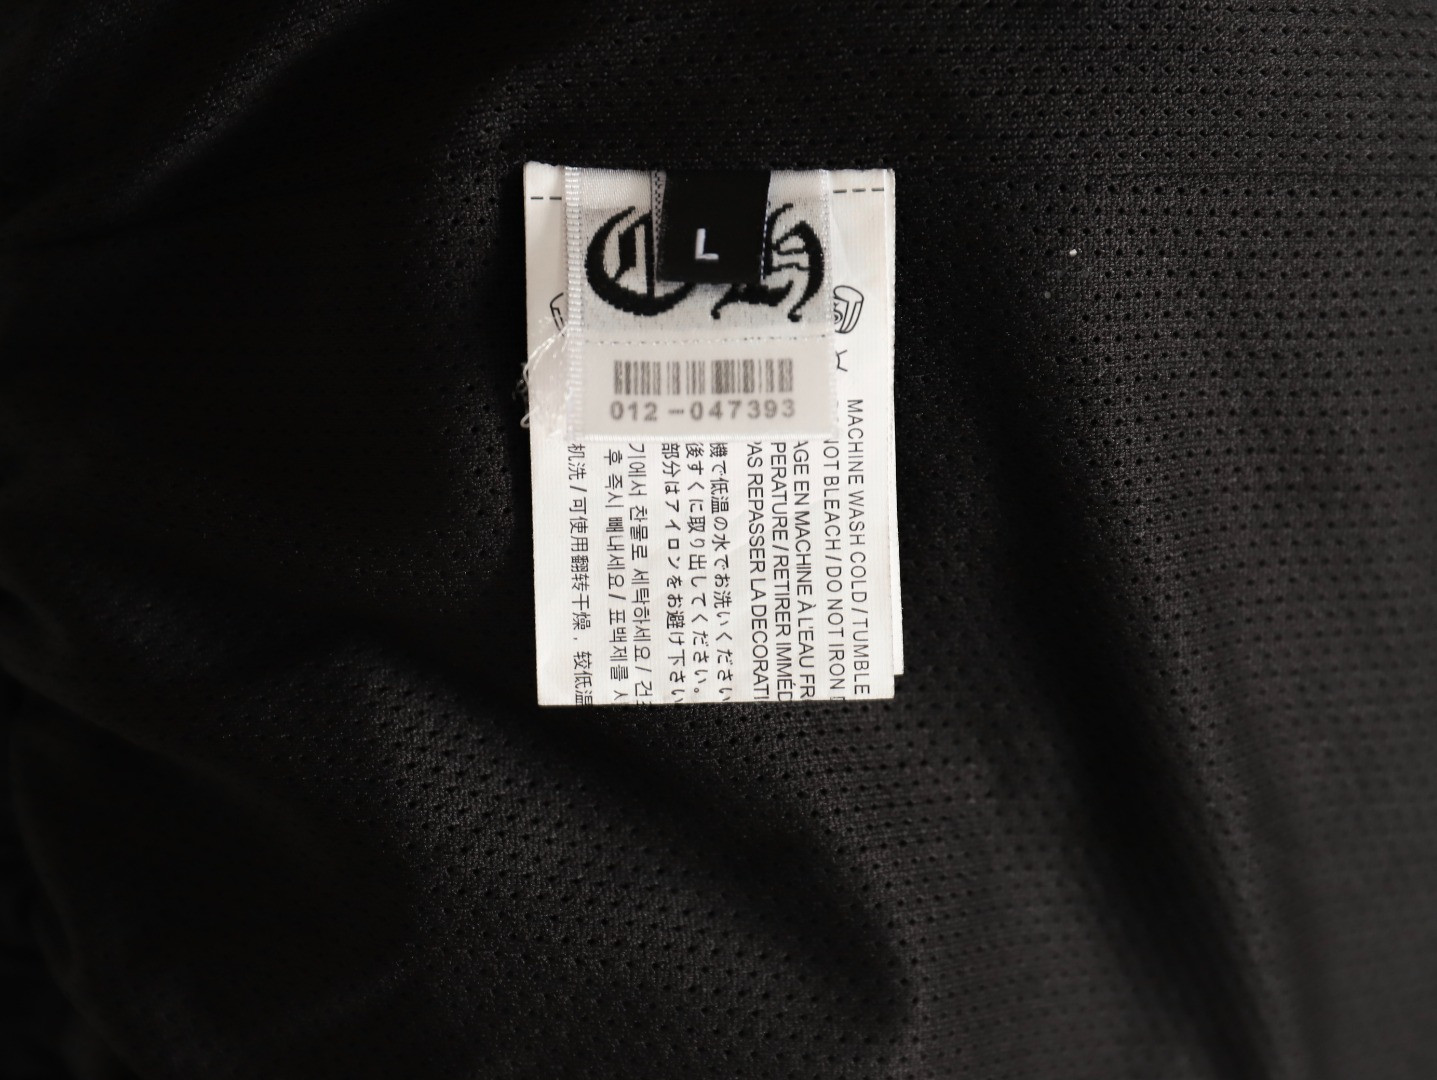 L
CH
012-047393
MACHINE WASH COLD / TUMBLE
NOT BLEACH / DO NOT IRON
AGE EN MACHINE À L'EAU FR
PERATURE / RETIRER IMMÉD
PAS REPASSER LA DECORATI
機で低温の水でお洗いください
後すぐに取り出してください。
部分はアイロンをお避け下さい
기에서 찬물로 세탁하세요 / 건조
후 즉시 빼내세요 / 표백제를 사
机洗 / 可使用翻转干燥，较低温